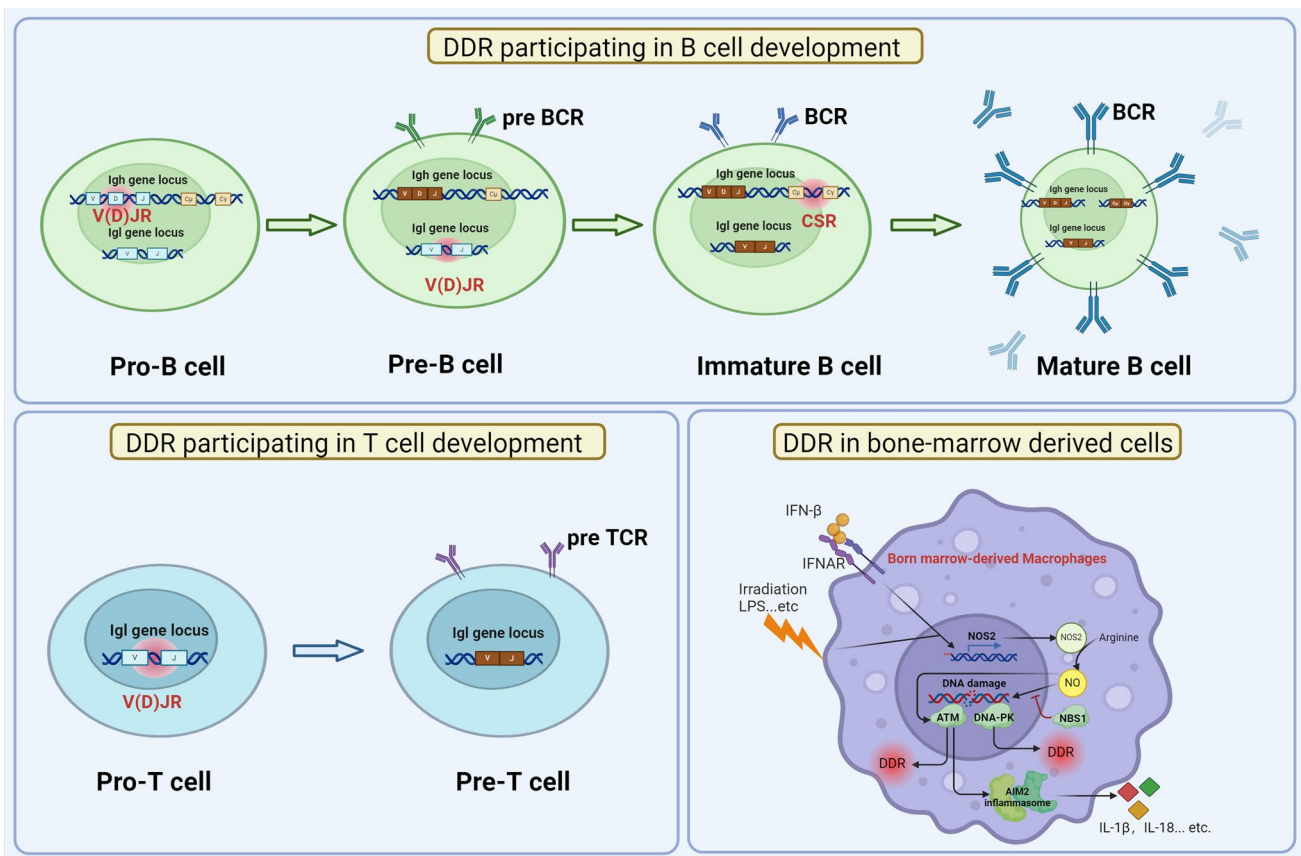 DDR participating in B cell development
pre BCR
BCR
BCR
Igh gene locus
V D J Cμ Cγ
V(D)JR
Igl gene locus
V J
Igh gene locus
V D J Cμ
Igl gene locus
V J
V(D)JR
Igh gene locus
V D J Cμ Cγ
CSR
Igl gene locus
V J
Igh gene locus
V D J Cμ Cγ
Igl gene locus
V J
Pro-B cell
Pre-B cell
Immature B cell
Mature B cell
DDR participating in T cell development
pre TCR
Igl gene locus
V J
V(D)JR
Igl gene locus
V J
Pro-T cell
Pre-T cell
DDR in bone-marrow derived cells
IFN-β
IFNAR
Born marrow-derived Macrophages
Irradiation
LPS...etc
NOS2
NOS2
Arginine
DNA damage
NO
ATM
DNA-PK
NBS1
DDR
DDR
AIM2
inflammasome
IL-1β, IL-18... etc.